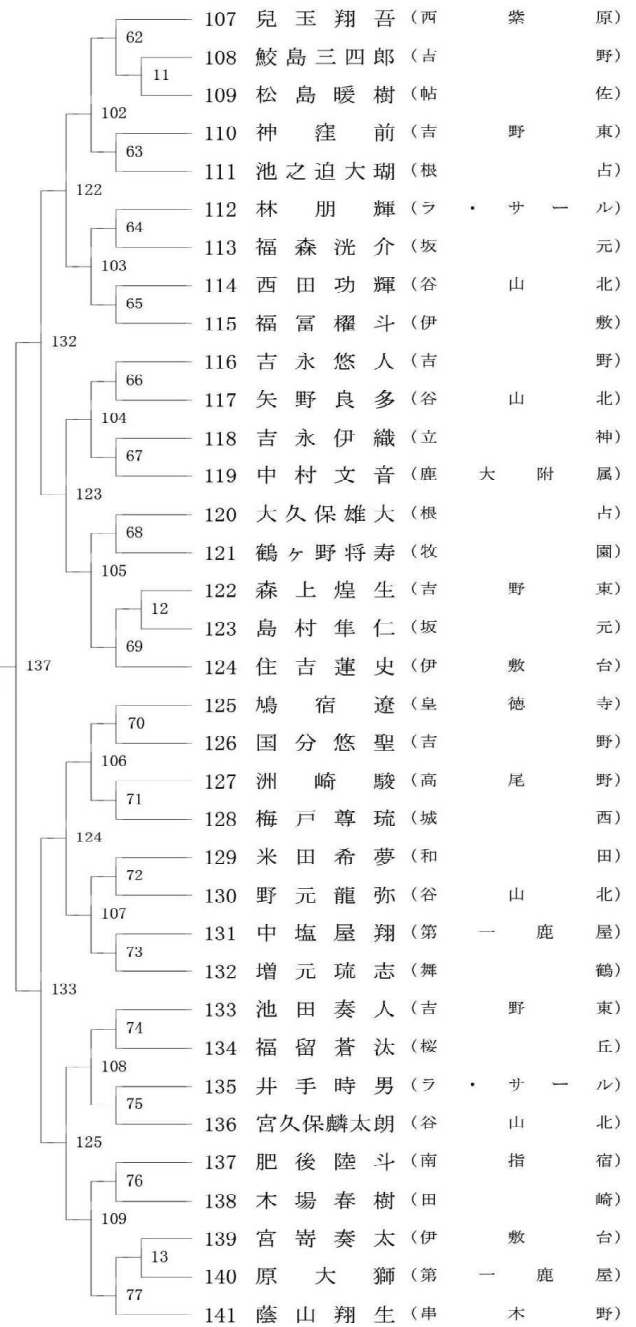 107 兒玉翔吾 (西紫原)
62
108 鮫島三四郎 (吉野)
11
109 松島暖樹 (帖佐)
102
110 神窪前 (吉野東)
63
111 池之迫大瑚 (根占)
122
112 林朋輝 (ラ・サール)
64
113 福森洸介 (坂元)
103
114 西田功輝 (谷山北)
65
115 福冨櫂斗 (伊敷)
132
116 吉永悠人 (吉野)
66
117 矢野良多 (谷山北)
104
118 吉永伊織 (立神)
67
119 中村文音 (鹿大附属)
123
120 大久保雄大 (根占)
68
121 鶴ヶ野将寿 (牧園)
105
122 森上煌生 (吉野東)
12
123 島村隼仁 (坂元)
69
124 住吉蓮史 (伊敷台)
137
125 鳩宿遼 (皇徳寺)
70
126 国分悠聖 (吉野)
106
127 洲崎駿 (高尾野)
71
128 梅戸尊琉 (城西)
124
129 米田希夢 (和田)
72
130 野元龍弥 (谷山北)
107
131 中塩屋翔 (第一鹿屋)
73
132 増元琉志 (舞鶴)
133
133 池田奏人 (吉野東)
74
134 福留蒼汰 (桜丘)
108
135 井手時男 (ラ・サール)
75
136 宮久保麟太朗 (谷山北)
125
137 肥後陸斗 (南指宿)
76
138 木場春樹 (田崎)
109
139 宮嵜奏太 (伊敷台)
13
140 原大獅 (第一鹿屋)
77
141 蔭山翔生 (串木野)